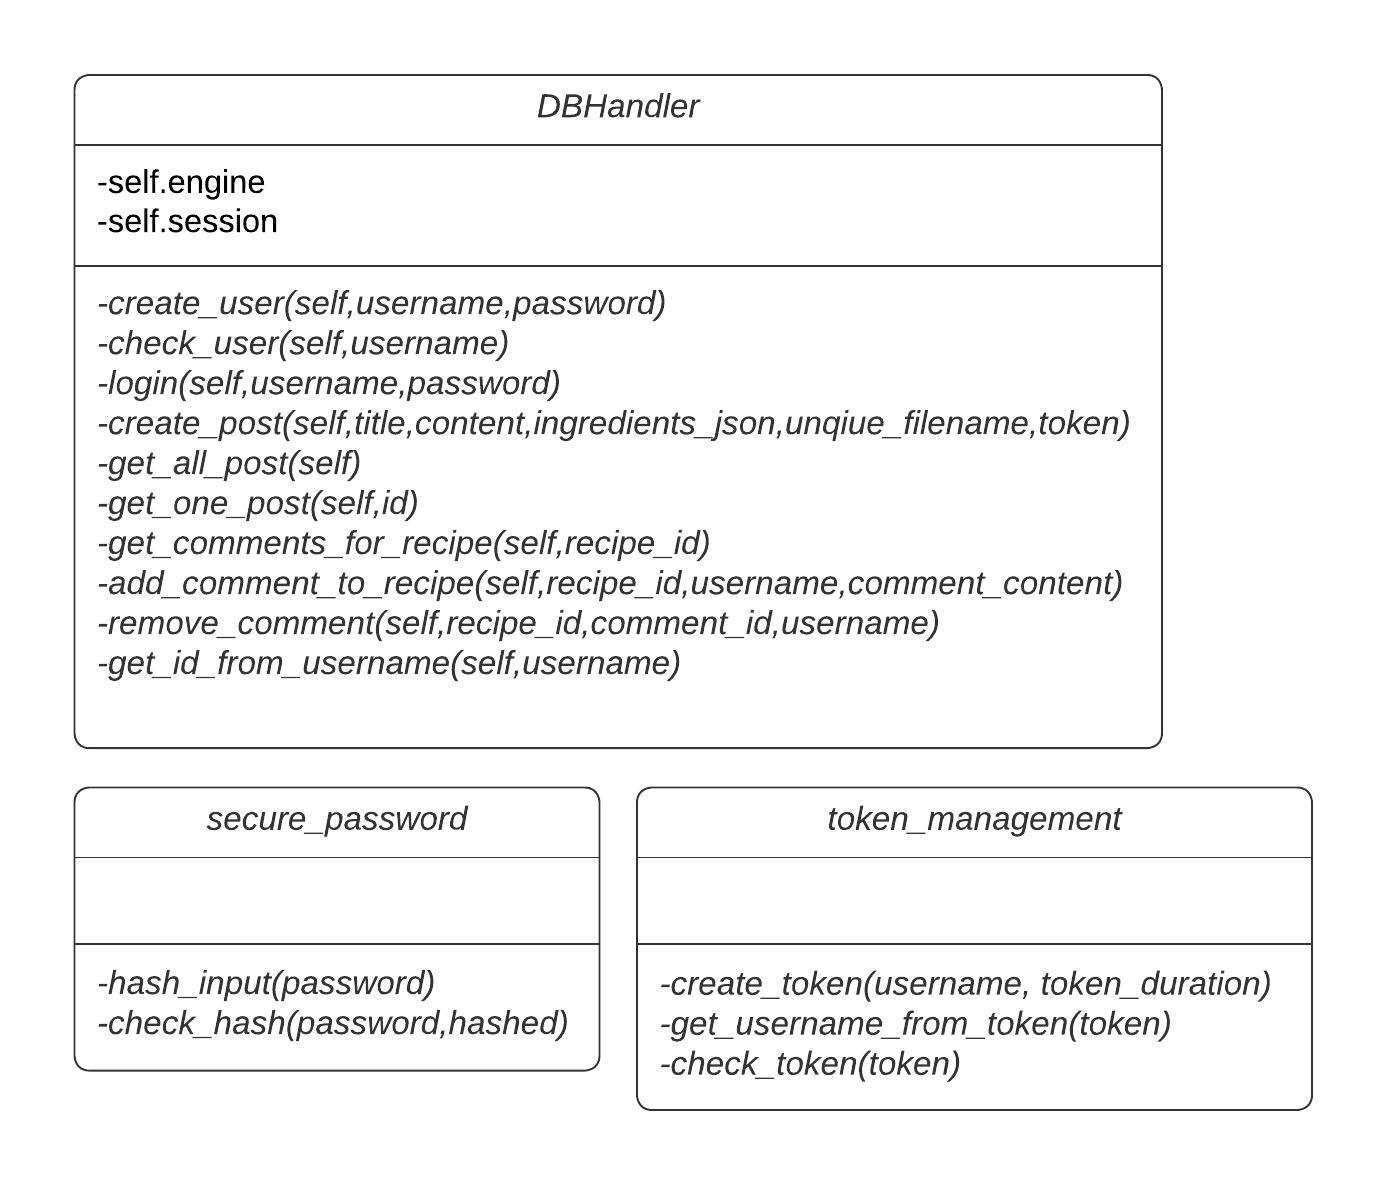 DBHandler
-self.engine
-self.session
-create_user(self,username,password)
-check_user(self,username)
-login(self,username,password)
-create_post(self,title,content,ingredients_json,unqiue_filename,token)
-get_all_post(self)
-get_one_post(self,id)
-get_comments_for_recipe(self,recipe_id)
-add_comment_to_recipe(self,recipe_id,username,comment_content)
-remove_comment(self,recipe_id,comment_id,username)
-get_id_from_username(self,username)
secure_password
-hash_input(password)
-check_hash(password,hashed)
token_management
-create_token(username, token_duration)
-get_username_from_token(token)
-check_token(token)